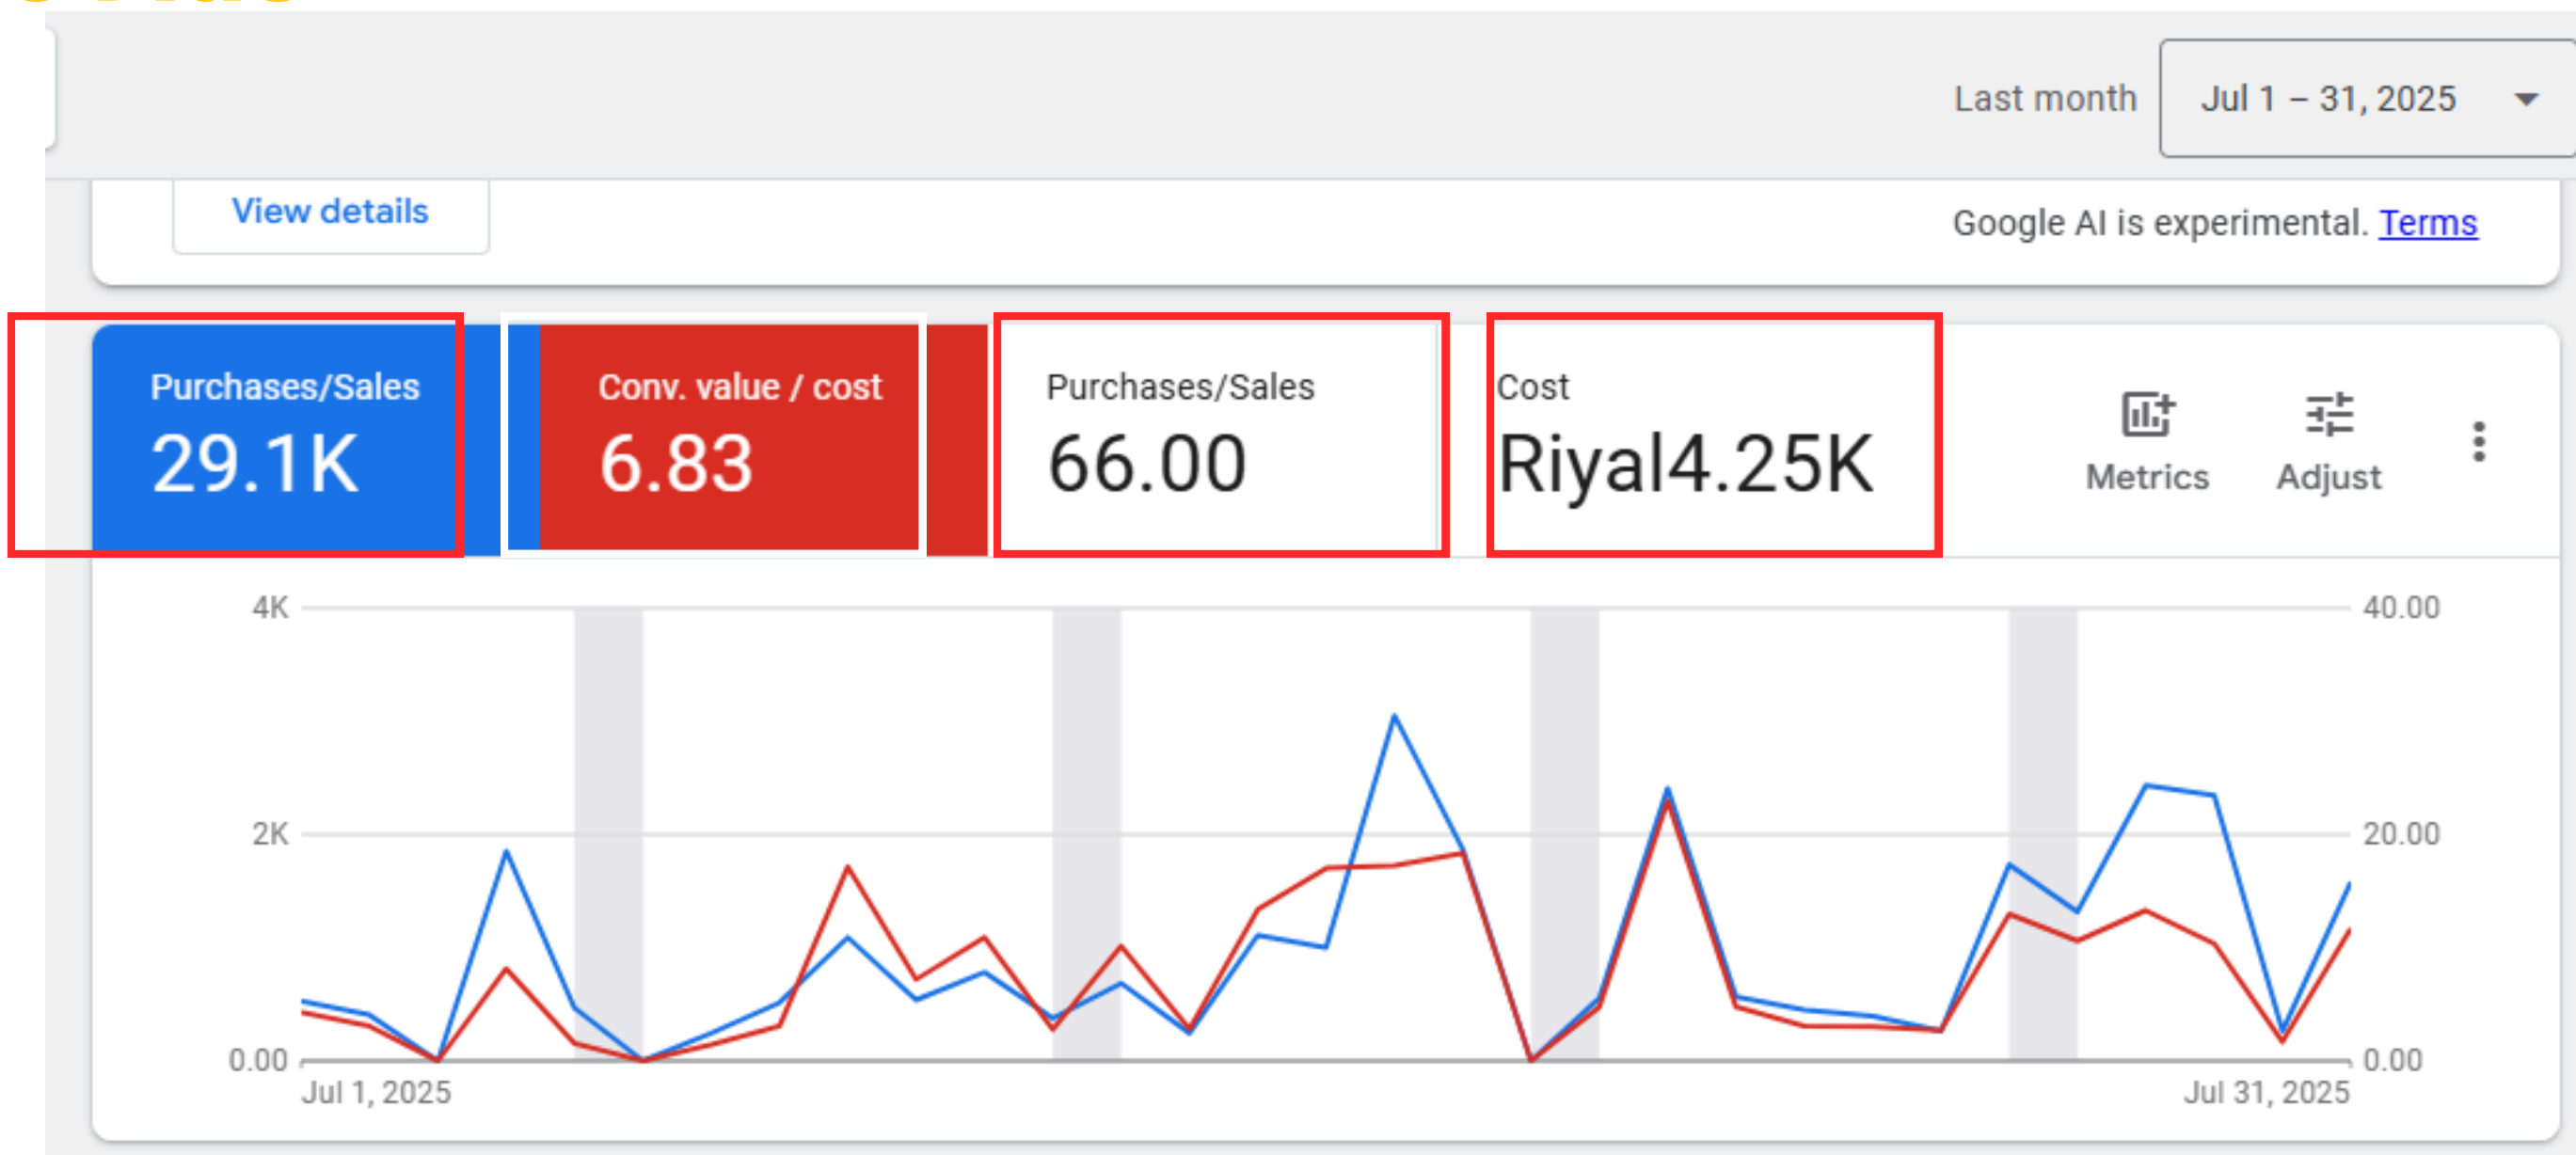 Last month Jul 1 – 31, 2025
View details
Google AI is experimental. Terms
Purchases/Sales Conv. value / cost Purchases/Sales Cost
29.1K 6.83 66.00 Riyal4.25K
Metrics Adjust
4K 40.00
2K 20.00
0.00 0.00
Jul 1, 2025 Jul 31, 2025